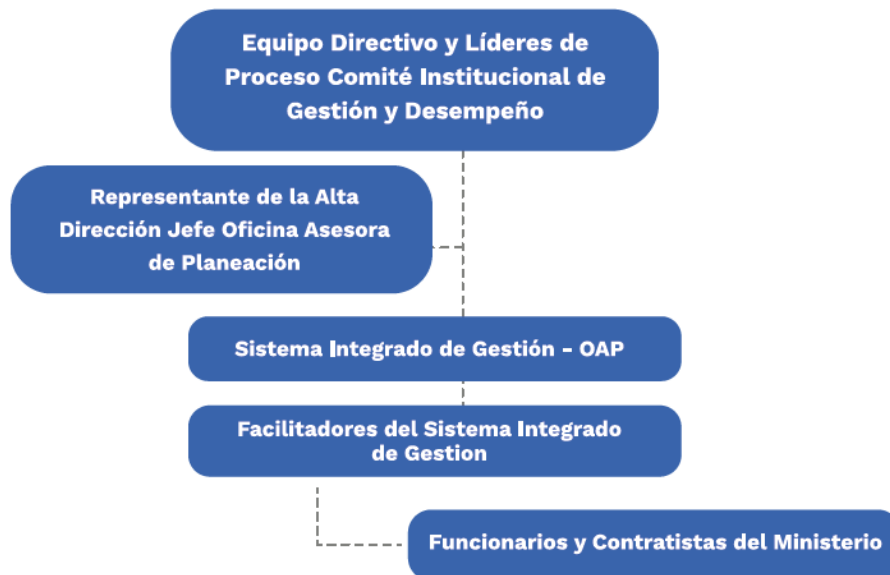 Equipo Directivo y Líderes de
Proceso Comité Institucional de
Gestión y Desempeño
Representante de la Alta
Dirección Jefe Oficina Asesora
de Planeación
Sistema Integrado de Gestión - OAP
Facilitadores del Sistema Integrado
de Gestion
Funcionarios y Contratistas del Ministerio